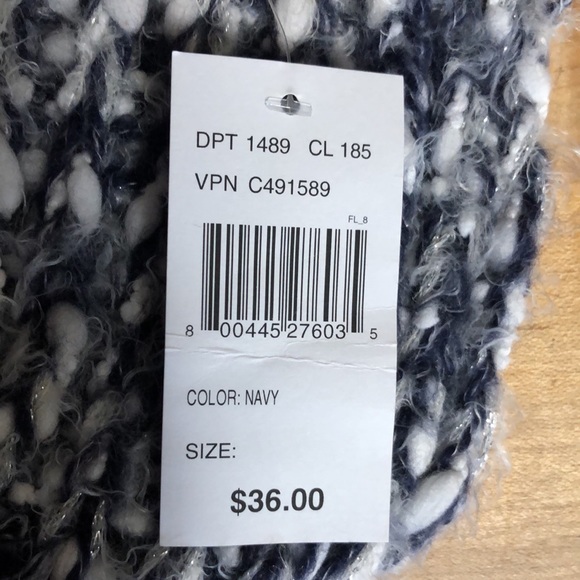 DPT 1489 CL 185
VPN C491589
FL_8
8 00445 27603 5
COLOR: NAVY
SIZE:
$36.00